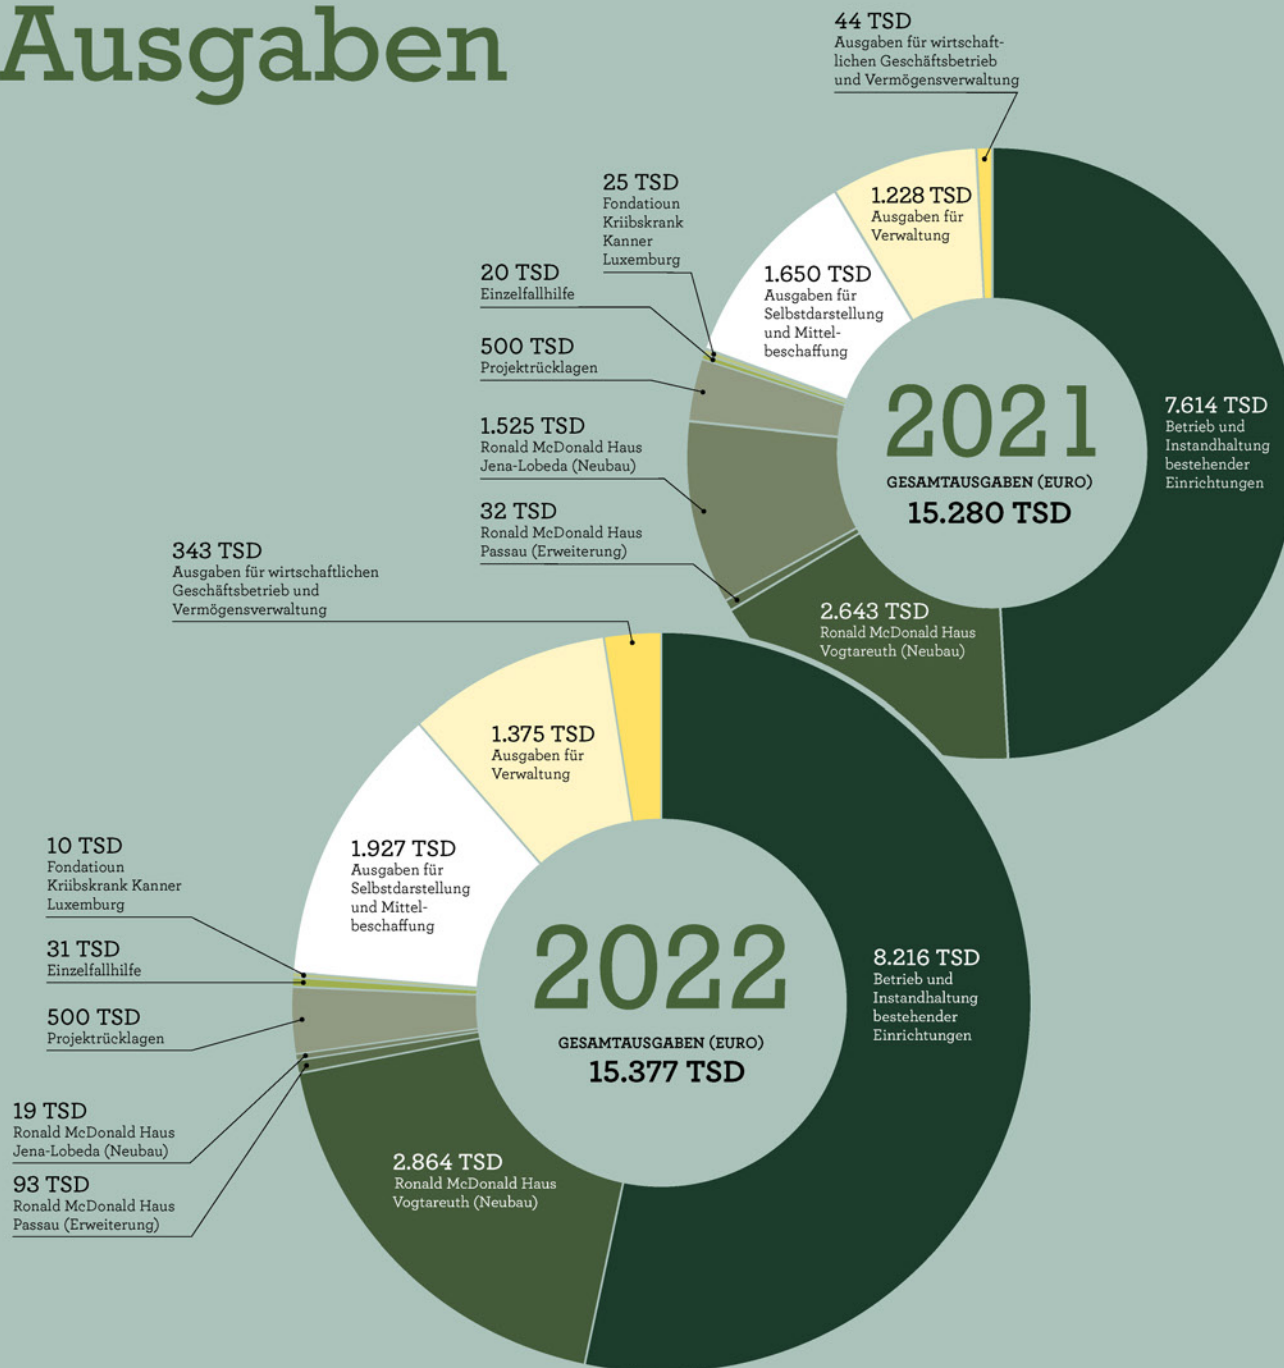 Ausgaben
44 TSD
Ausgaben für wirtschaft-
lichen Geschäftsbetrieb
und Vermögensverwaltung
25 TSD
Fondatioun
Kriibskrank
Kanner
Luxemburg
1.228 TSD
Ausgaben für
Verwaltung
20 TSD
Einzelfallhilfe
1.650 TSD
Ausgaben für
Selbstdarstellung
und Mittel-
beschaffung
500 TSD
Projektrücklagen
1.525 TSD
Ronald McDonald Haus
Jena-Lobeda (Neubau)
32 TSD
Ronald McDonald Haus
Passau (Erweiterung)
2021
GESAMTAUSGABEN (EURO)
15.280 TSD
7.614 TSD
Betrieb und
Instandhaltung
bestehender
Einrichtungen
2.643 TSD
Ronald McDonald Haus
Vogtareuth (Neubau)
343 TSD
Ausgaben für wirtschaftlichen
Geschäftsbetrieb und
Vermögensverwaltung
1.375 TSD
Ausgaben für
Verwaltung
1.927 TSD
Ausgaben für
Selbstdarstellung
und Mittel-
beschaffung
10 TSD
Fondatioun
Kriibskrank Kanner
Luxemburg
31 TSD
Einzelfallhilfe
500 TSD
Projektrücklagen
19 TSD
Ronald McDonald Haus
Jena-Lobeda (Neubau)
93 TSD
Ronald McDonald Haus
Passau (Erweiterung)
2022
GESAMTAUSGABEN (EURO)
15.377 TSD
8.216 TSD
Betrieb und
Instandhaltung
bestehender
Einrichtungen
2.864 TSD
Ronald McDonald Haus
Vogtareuth (Neubau)